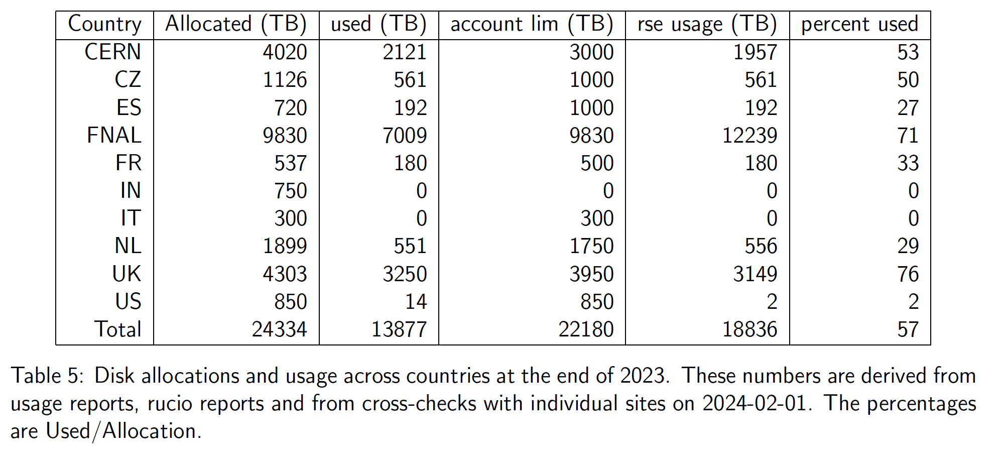 Country Allocated (TB) used (TB) account lim (TB) rse usage (TB) percent used
CERN 4020 2121 3000 1957 53
CZ 1126 561 1000 561 50
ES 720 192 1000 192 27
FNAL 9830 7009 9830 12239 71
FR 537 180 500 180 33
IN 750 0 0 0 0
IT 300 0 300 0 0
NL 1899 551 1750 556 29
UK 4303 3250 3950 3149 76
US 850 14 850 2 2
Total 24334 13877 22180 18836 57
Table 5: Disk allocations and usage across countries at the end of 2023. These numbers are derived from
usage reports, rucio reports and from cross-checks with individual sites on 2024-02-01. The percentages
are Used/Allocation.